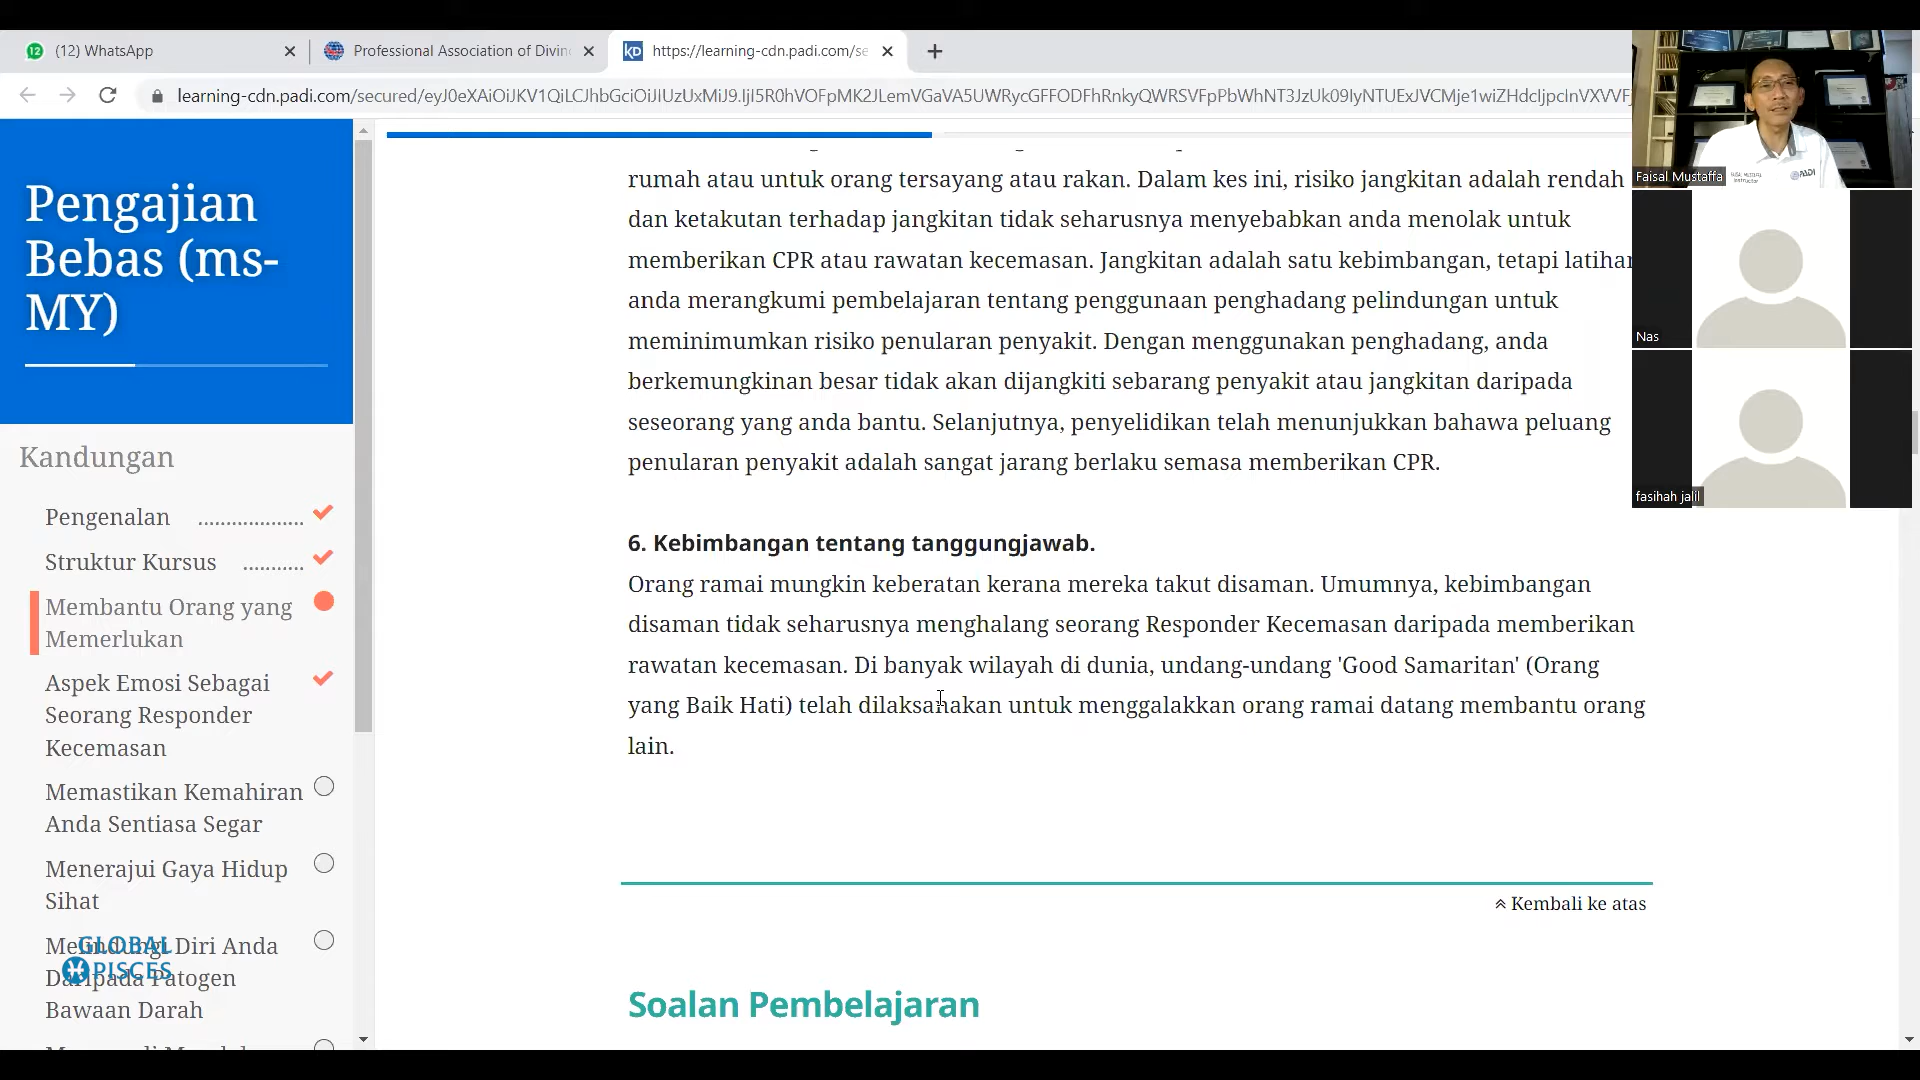 (12) WhatsApp
Professional Association of Divin
https://learning-cdn.padi.com/se
learning-cdn.padi.com/secured/
Pengajian
Bebas (ms-
MY)
Kandungan
Pengenalan ...................
Struktur Kursus ...........
Membantu Orang yang
Memerlukan
Aspek Emosi Sebagai
Seorang Responder
Kecemasan
Memastikan Kemahiran
Anda Sentiasa Segar
Menerajui Gaya Hidup
Sihat
Melindungi Diri Anda
Daripada Patogen
Bawaan Darah
GLOBAL
PISCES
rumah atau untuk orang tersayang atau rakan. Dalam kes ini, risiko jangkitan adalah rendah
dan ketakutan terhadap jangkitan tidak seharusnya menyebabkan anda menolak untuk
memberikan CPR atau rawatan kecemasan. Jangkitan adalah satu kebimbangan, tetapi latihan
anda merangkumi pembelajaran tentang penggunaan penghadang pelindungan untuk
meminimumkan risiko penularan penyakit. Dengan menggunakan penghadang, anda
berkemungkinan besar tidak akan dijangkiti sebarang penyakit atau jangkitan daripada
seseorang yang anda bantu. Selanjutnya, penyelidikan telah menunjukkan bahawa peluang
penularan penyakit adalah sangat jarang berlaku semasa memberikan CPR.
6. Kebimbangan tentang tanggungjawab.
Orang ramai mungkin keberatan kerana mereka takut disaman. Umumnya, kebimbangan
disaman tidak seharusnya menghalang seorang Responder Kecemasan daripada memberikan
rawatan kecemasan. Di banyak wilayah di dunia, undang-undang 'Good Samaritan' (Orang
yang Baik Hati) telah dilaksanakan untuk menggalakkan orang ramai datang membantu orang
lain.
Kembali ke atas
Soalan Pembelajaran
Faisal Mustaffa
PADI
Nas
fasihah jalil